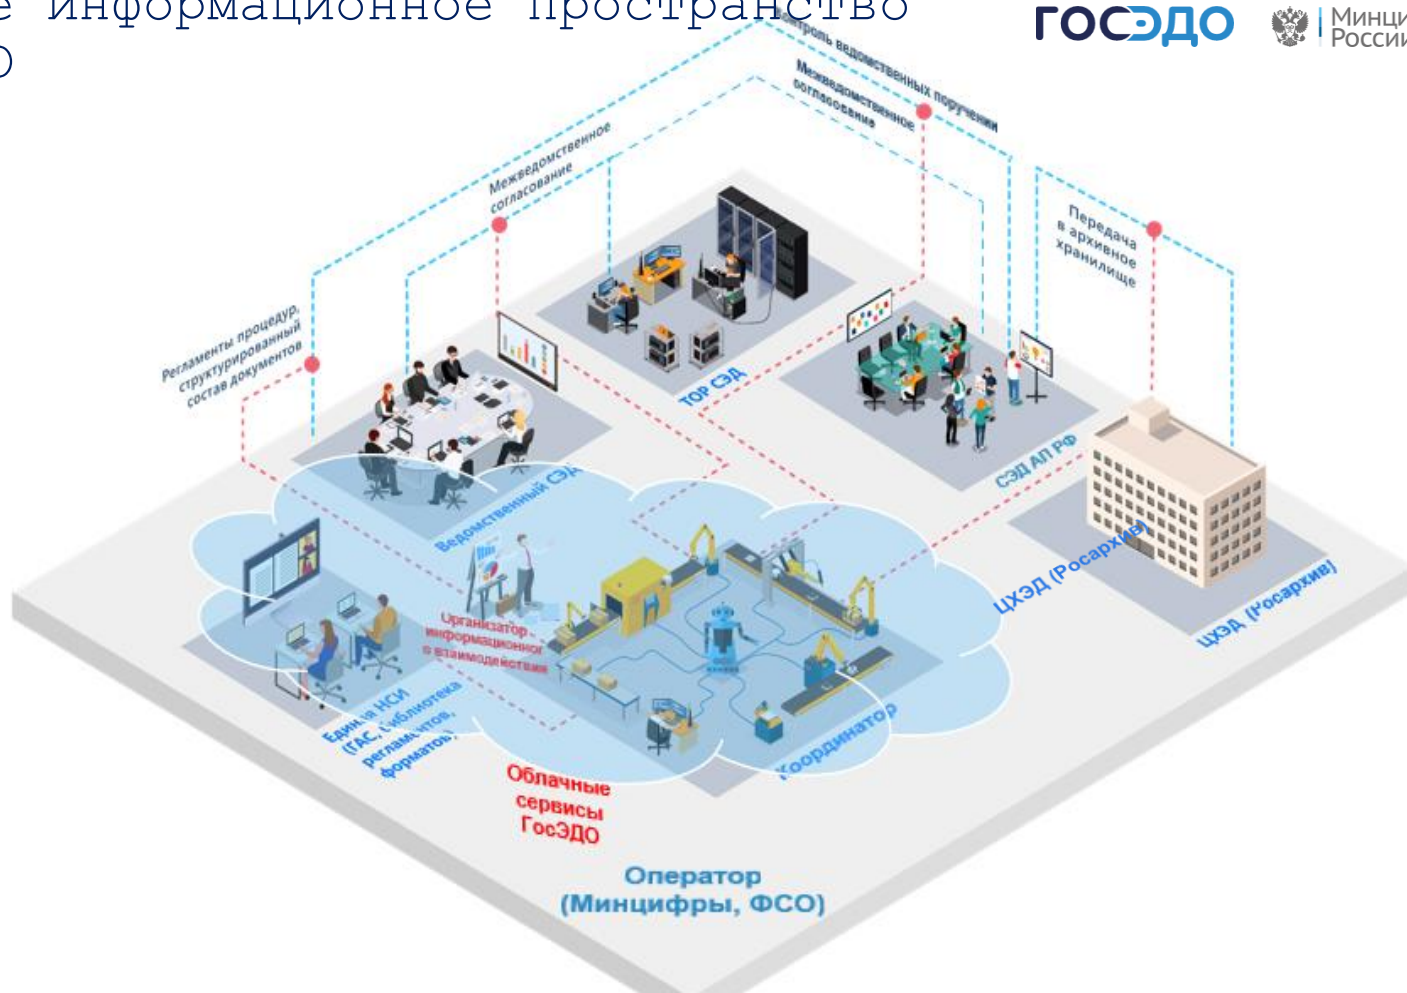 е информационное пространство
О
ГОСЭДО
Минци
Росси
Контроль ведомственных поручений
Межведомственное
согласование
Межведомственное
согласование
Передача
в архивное
хранилище
Регламенты процедур,
структурированный
состав документов
ТОР СЭД
СЭД АП РФ
Ведомственный СЭД
ЦХЭД (Росархив)
ЦХЭД (Росархив)
Организатор
информационног
о взаимодействия
Единая НСИ
(ГАС, библиотека
регламентов,
форматов)
Координатор
Облачные
сервисы
ГосЭДО
Оператор
(Минцифры, ФСО)